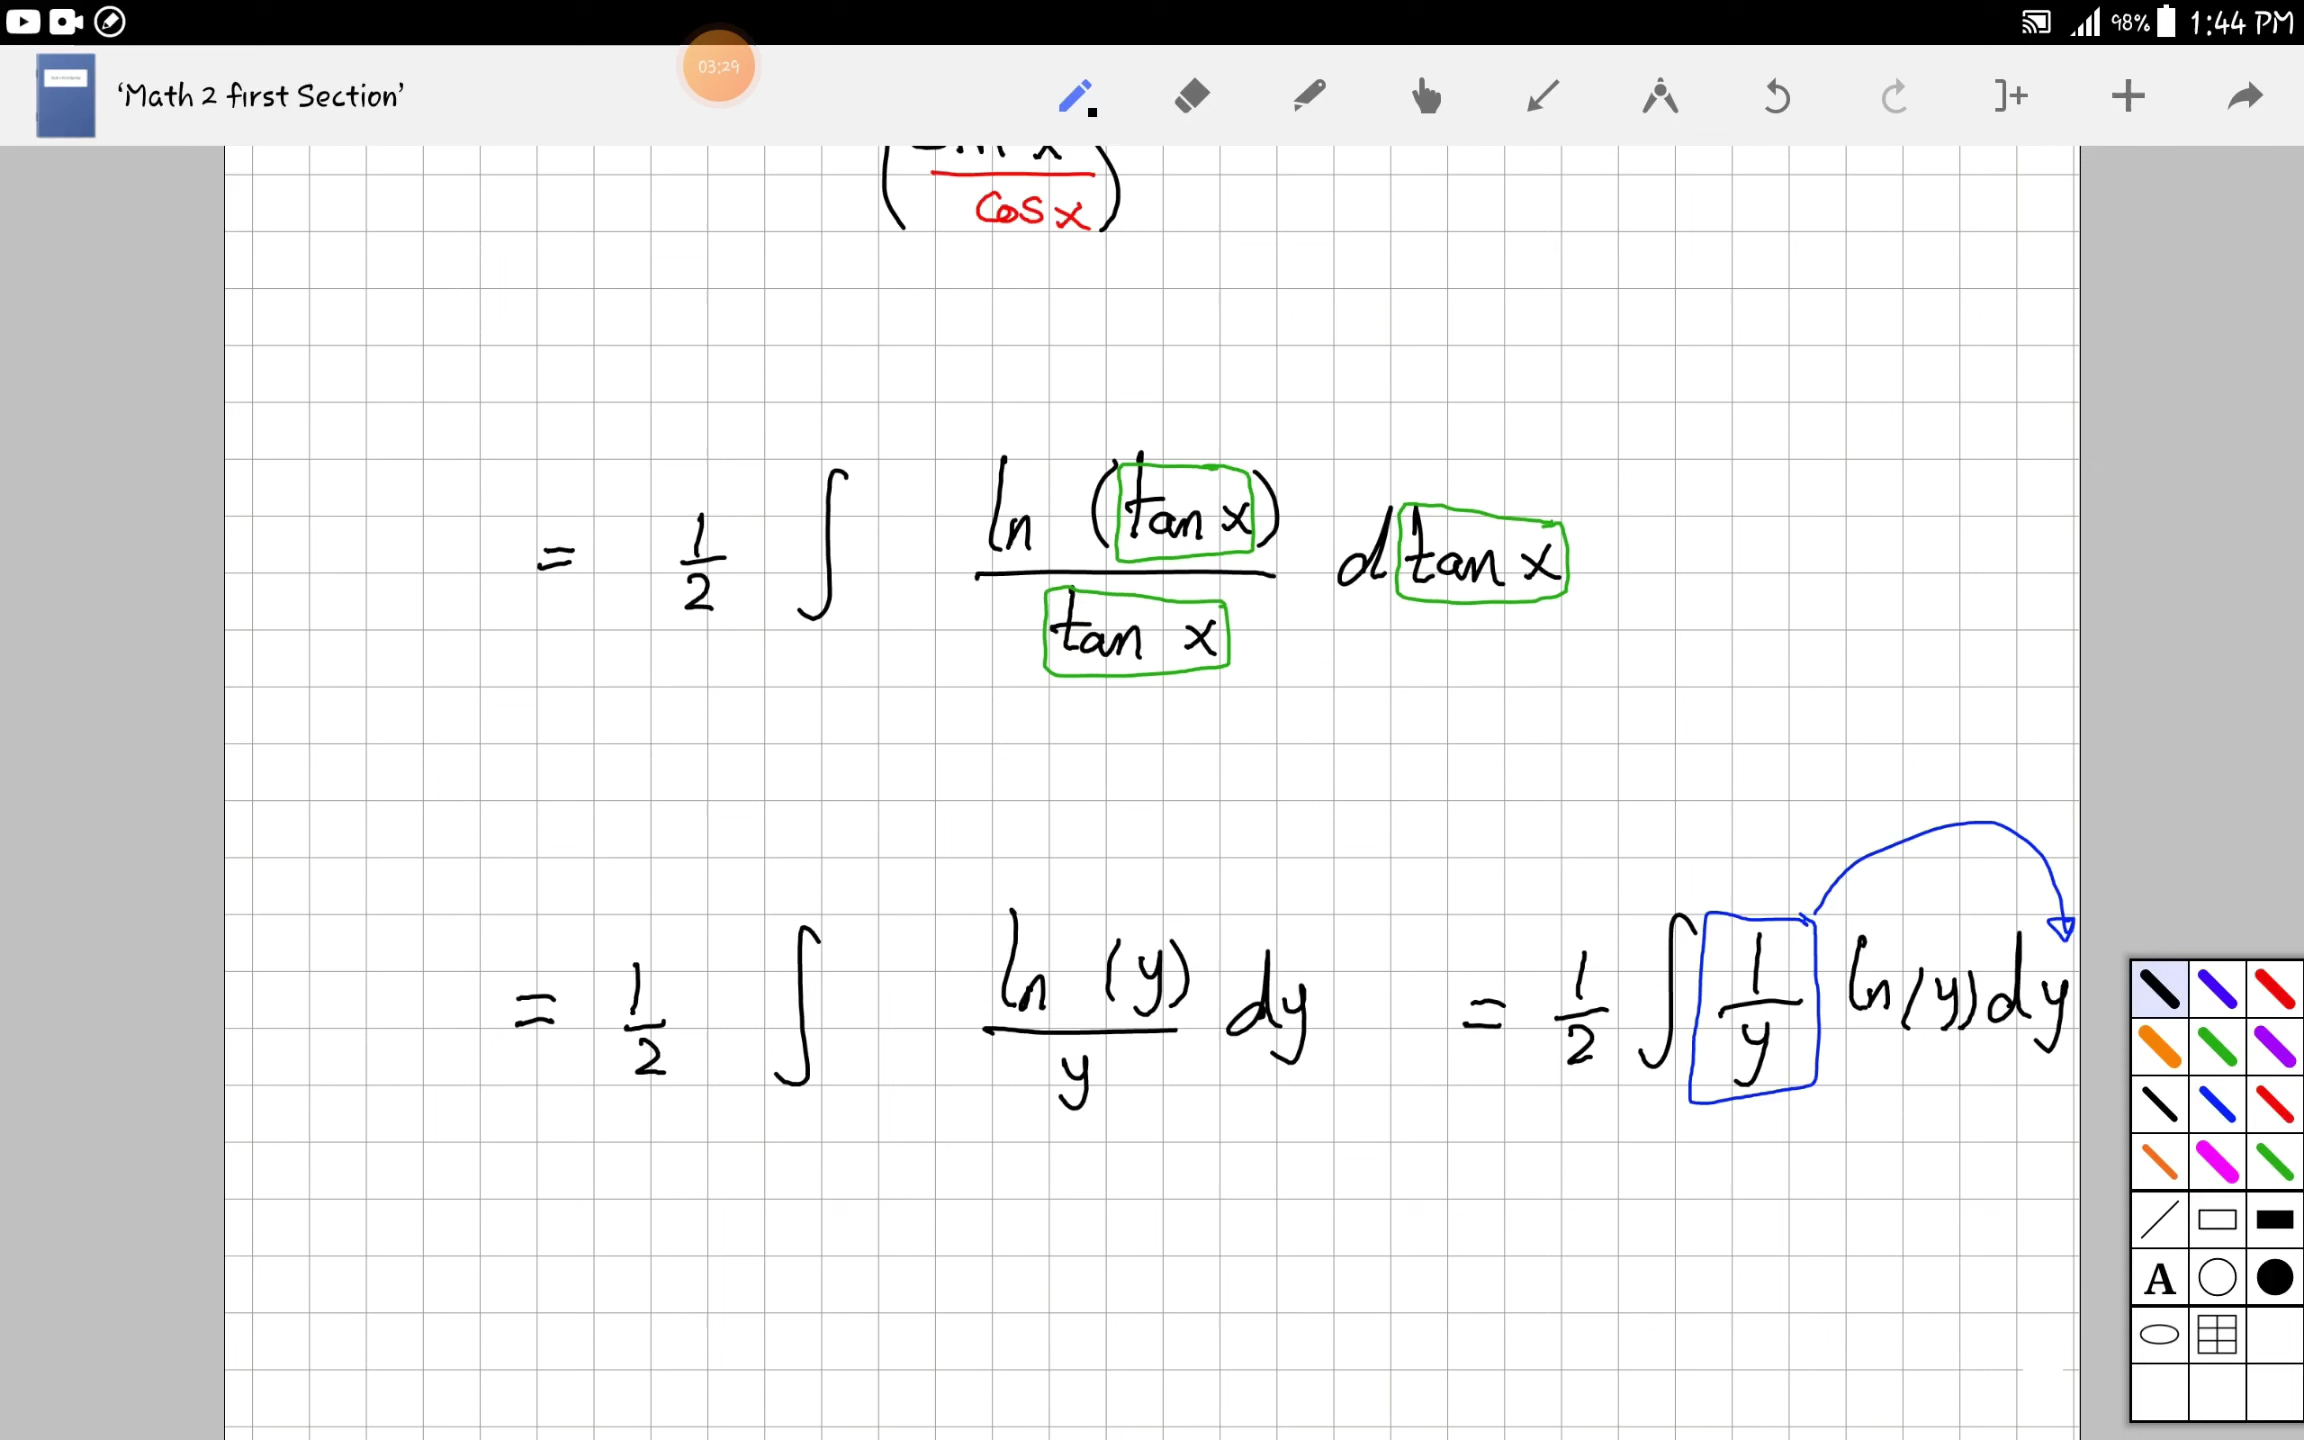 98% 1:44 PM
'Math 2 first Section'
03:29
cos x
= 1/2 ∫ ln (tan x) / tan x d tan x
= 1/2 ∫ ln (y) / y dy = 1/2 ∫ 1/y ln(y) dy
A